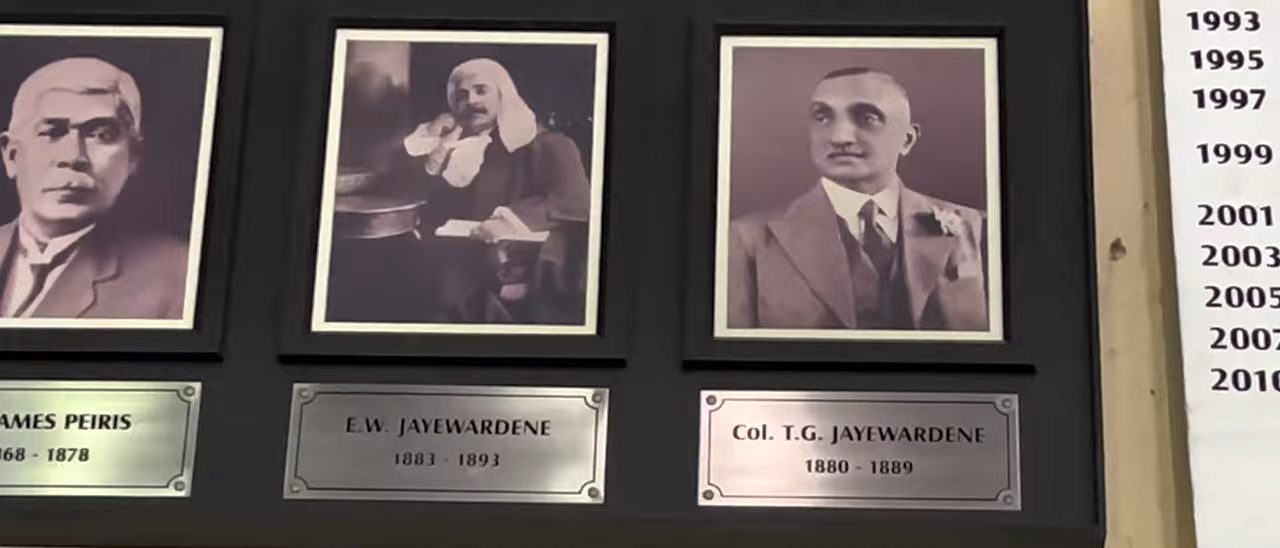 AMES PEIRIS
68 - 1878
E.W. JAYEWARDENE
1883 - 1893
Col. T.G. JAYEWARDENE
1880 - 1889
1993
1995
1997
1999
2001
2003
2005
2007
2010